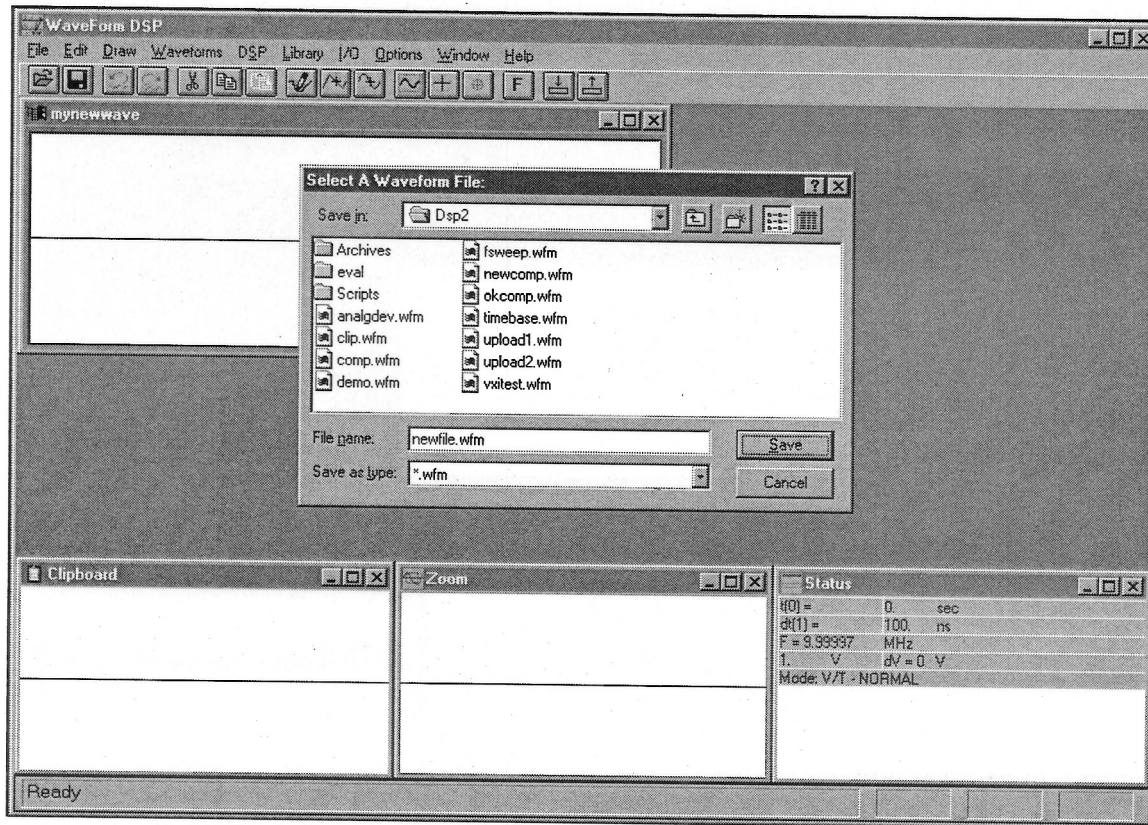 WaveForm DSP
File Edit Draw Waveforms DSP Library I/O Options Window Help
F
mynewwave
Select A Waveform File:
Save in: Dsp2
Archives
eval
Scripts
analgdev.wfm
clip.wfm
comp.wfm
demo.wfm
fsweep.wfm
newcomp.wfm
okcomp.wfm
timebase.wfm
upload1.wfm
upload2.wfm
vxitest.wfm
File name: newfile.wfm
Save
Save as type: *.wfm
Cancel
Clipboard
Zoom
Status
t(0) = 0. sec
dt(1) = 100. ns
F = 9.99997 MHz
1. V dV = 0 V
Mode: V/T - NORMAL
Ready